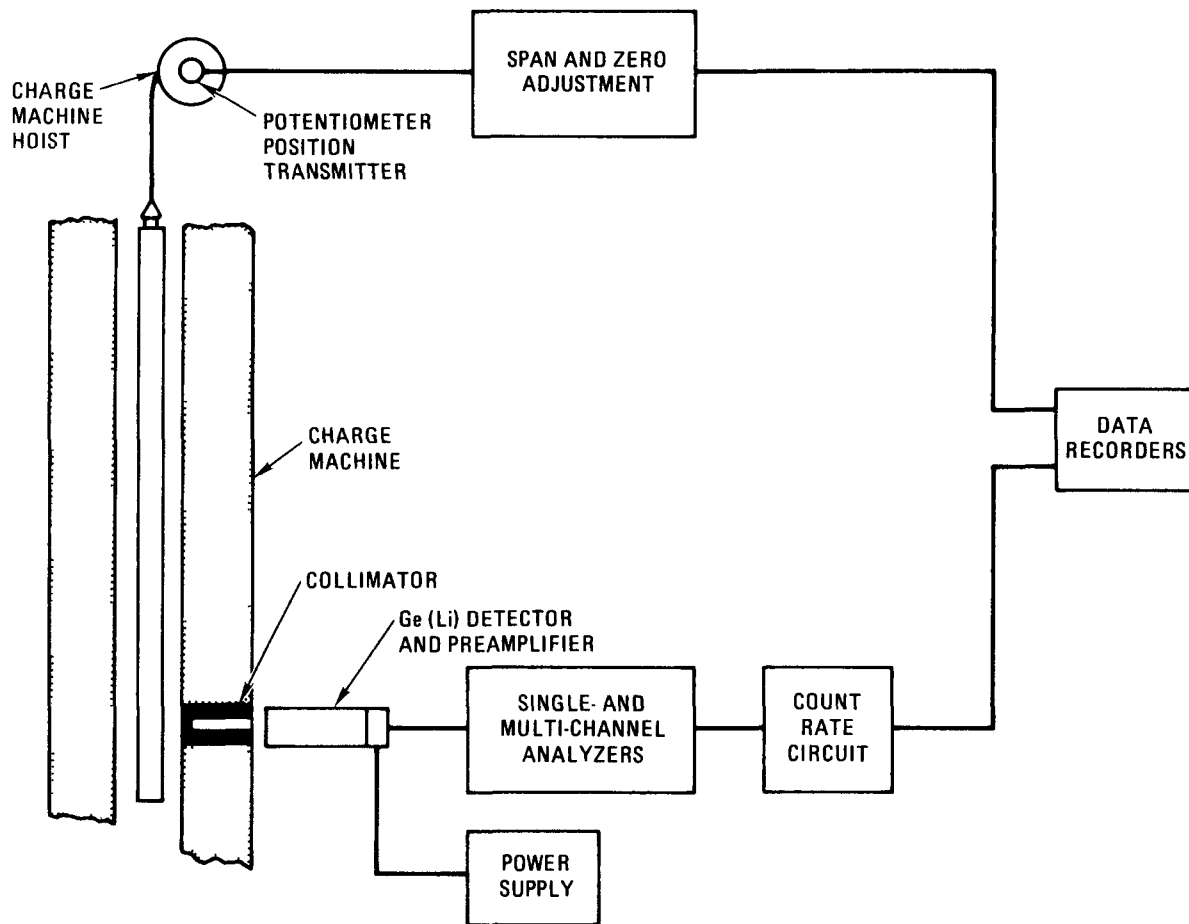 SPAN AND ZERO
ADJUSTMENT
CHARGE
MACHINE
HOIST
POTENTIOMETER
POSITION
TRANSMITTER
CHARGE
MACHINE
DATA
RECORDERS
COLLIMATOR
Ge (Li) DETECTOR
AND PREAMPLIFIER
SINGLE- AND
MULTI-CHANNEL
ANALYZERS
COUNT
RATE
CIRCUIT
POWER
SUPPLY